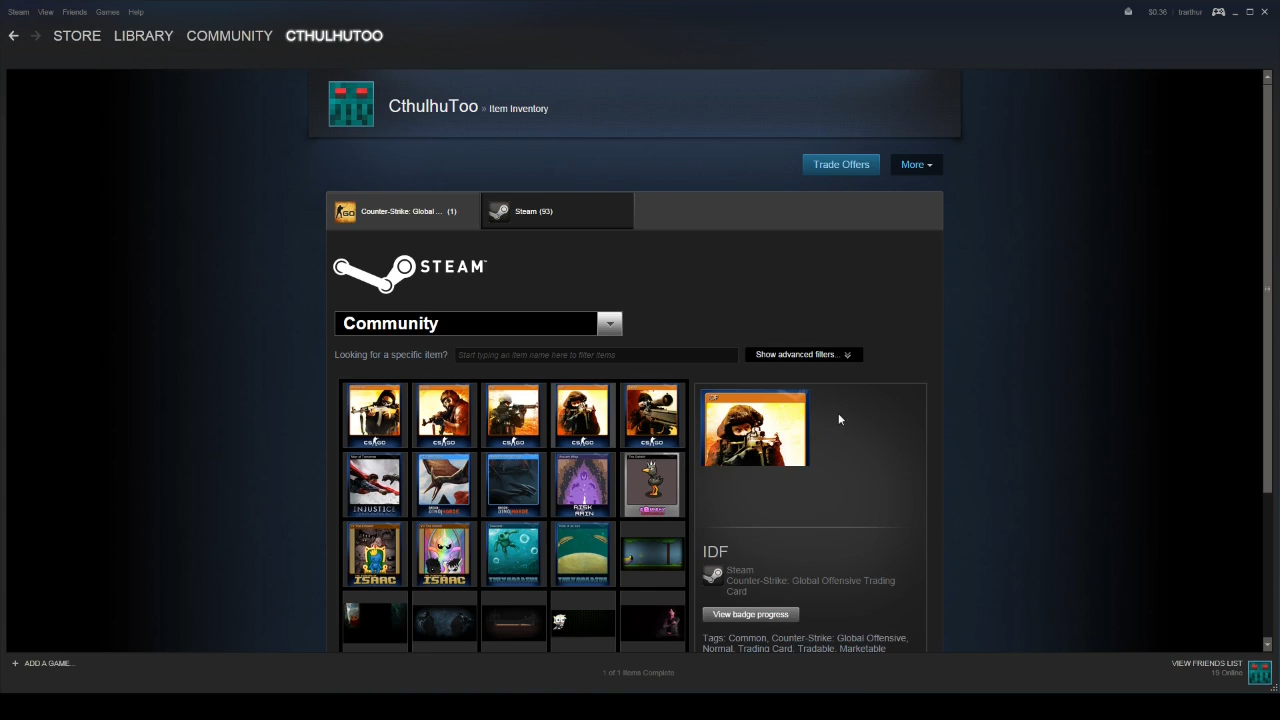 Steam View Friends Games Help $0.36 trarthur
STORE LIBRARY COMMUNITY CTHULHUTOO
CthulhuToo » Item Inventory
Trade Offers More
Counter-Strike: Global ... (1) Steam (93)
STEAM™
Community
Looking for a specific item? Start typing an item name here to filter items Show advanced filters...
CS GO CS GO CS GO CS GO CS GO
IDF
INJUSTICE
RISK
RAIN
ISAAC ISAAC
IDF
Steam
Counter-Strike: Global Offensive Trading
Card
View badge progress
Tags: Common, Counter-Strike: Global Offensive,
Normal, Trading Card, Tradable, Marketable
+ ADD A GAME...
1 of 1 Items Complete
VIEW FRIENDS LIST
19 Online